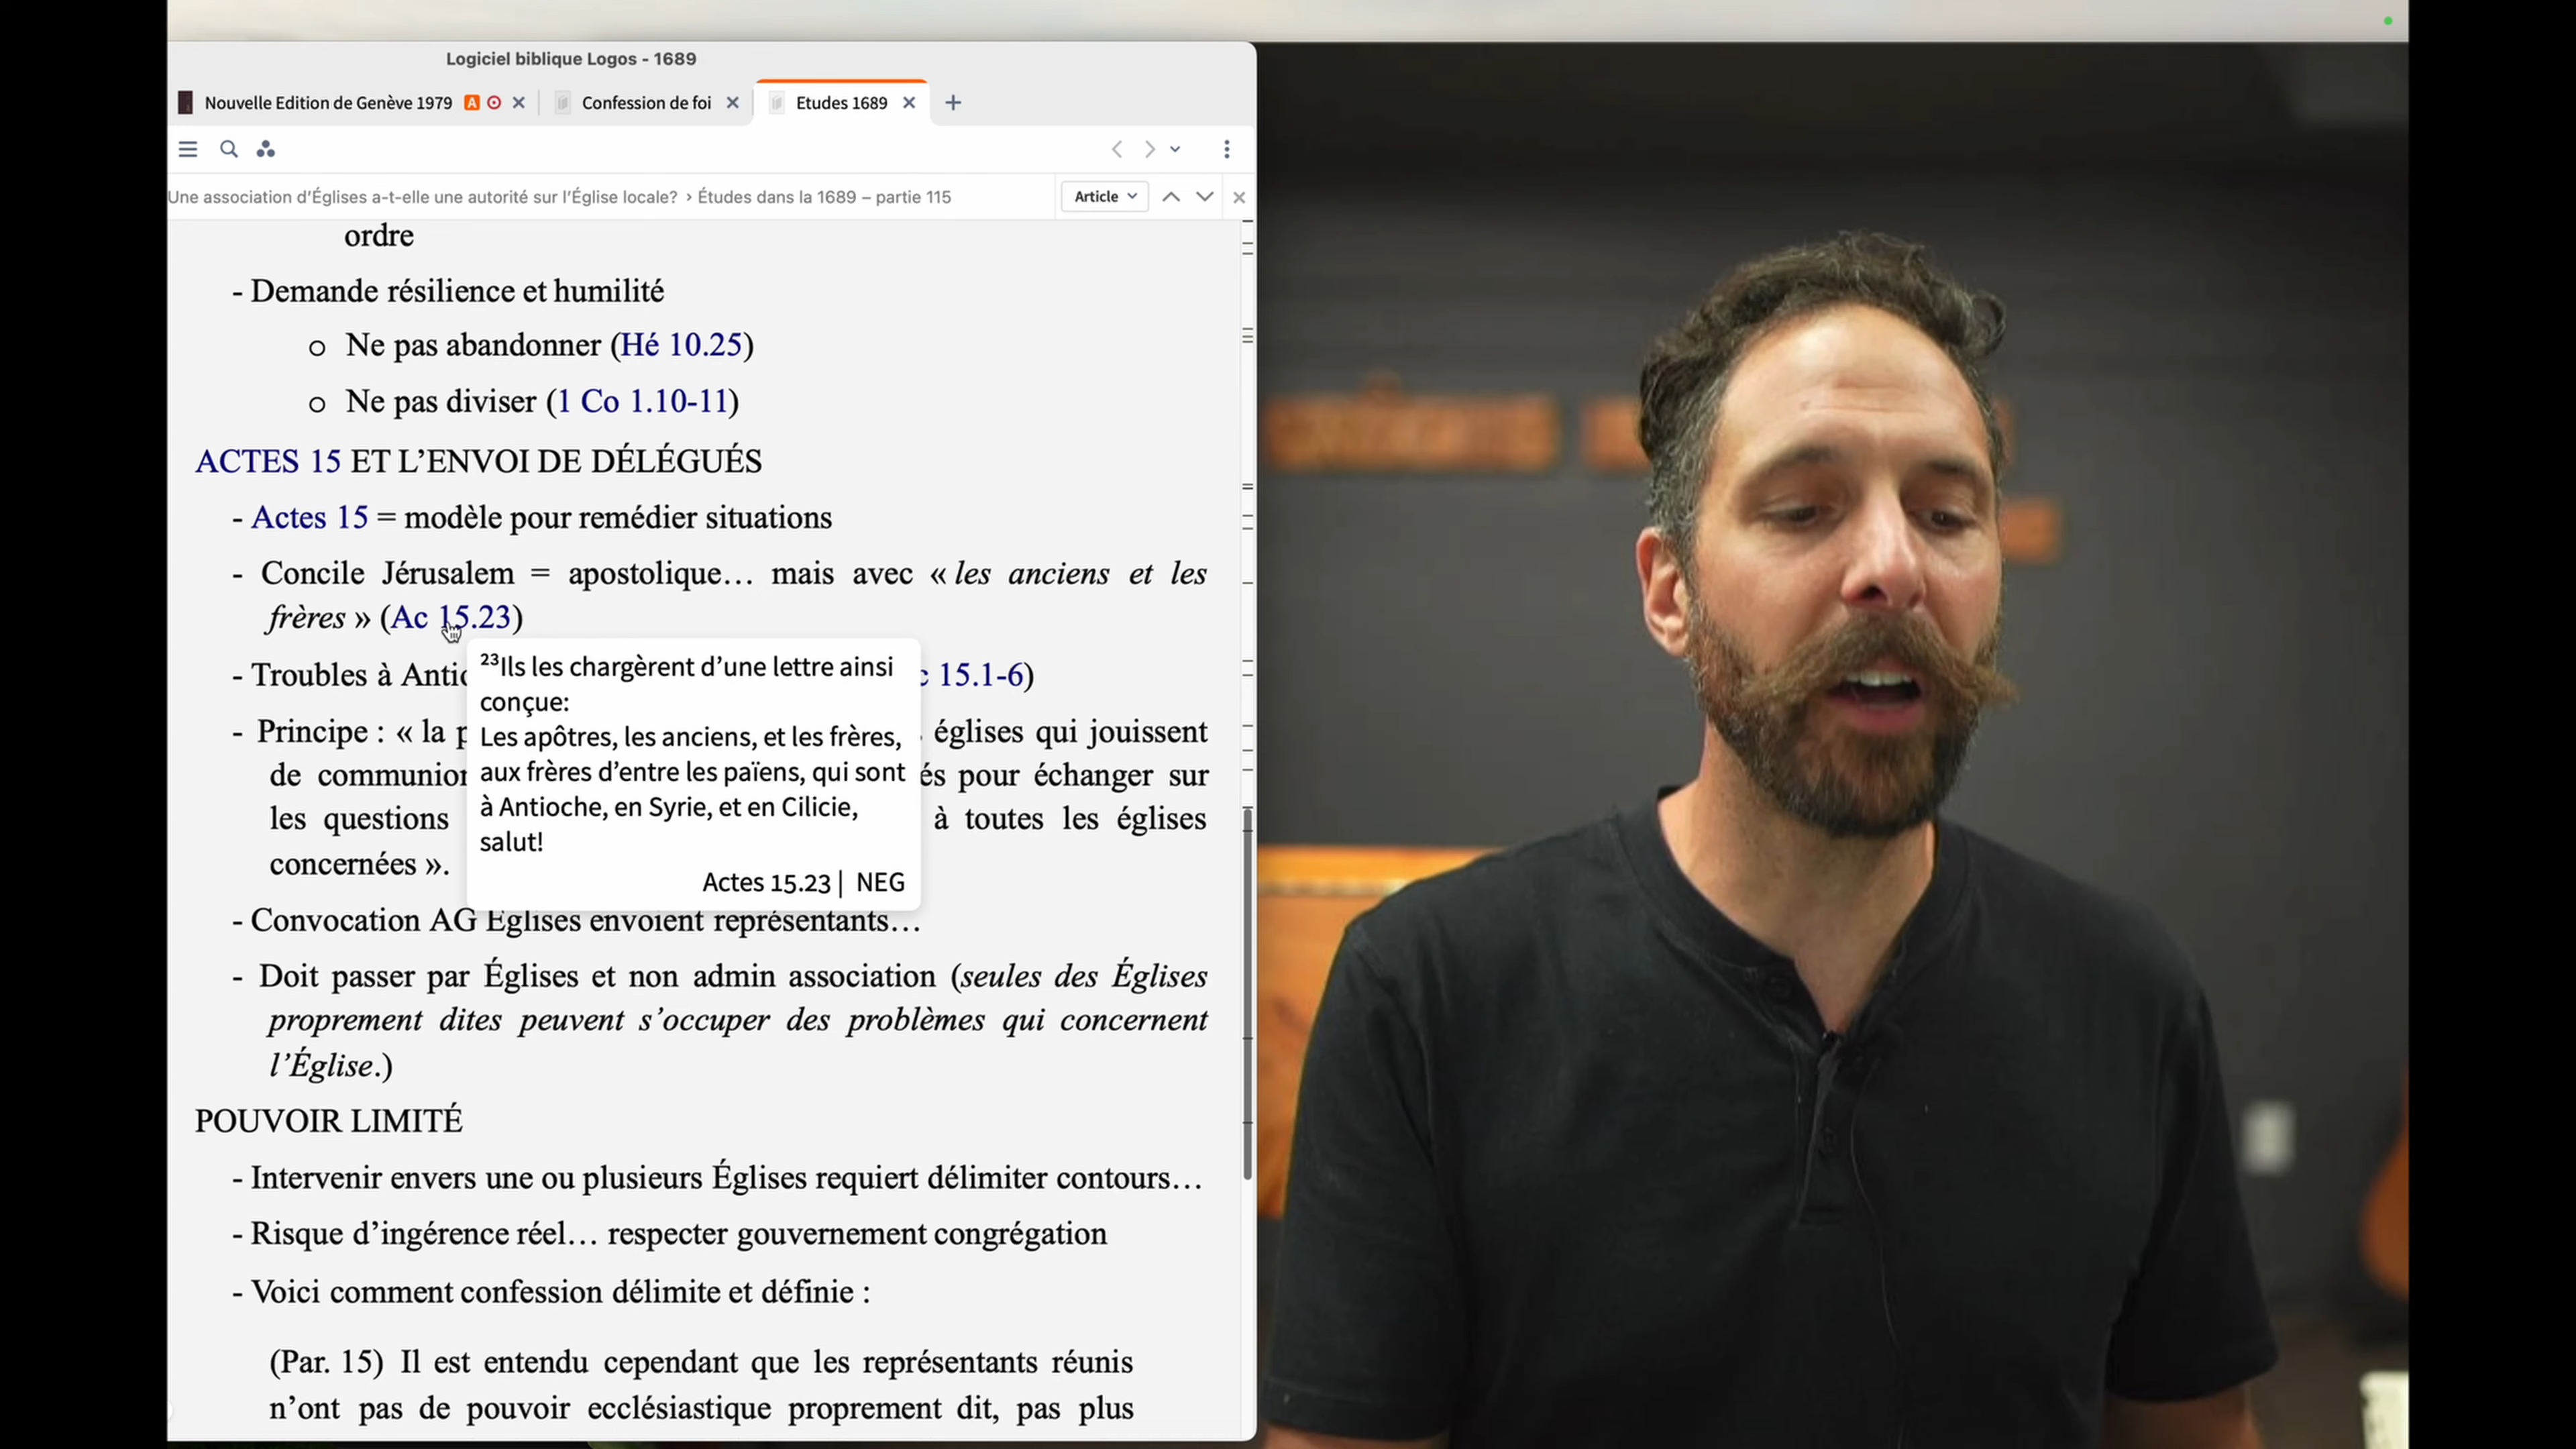 Logiciel biblique Logos - 1689
Nouvelle Edition de Genève 1979 A
Confession de foi
Etudes 1689
Une association d’Églises a-t-elle une autorité sur l’Église locale? › Études dans la 1689 – partie 115
Article
ordre
- Demande résilience et humilité
o Ne pas abandonner (Hé 10.25)
o Ne pas diviser (1 Co 1.10-11)
ACTES 15 ET L’ENVOI DE DÉLÉGUÉS
- Actes 15 = modèle pour remédier situations
- Concile Jérusalem = apostolique… mais avec « les anciens et les
frères » (Ac 15.23)
- Troubles à
15.1-6)
- Principe : « la
églises qui jouissent
de
pour échanger sur
les questions
à toutes les églises
concernées ».
23Ils les chargèrent d’une lettre ainsi
conçue:
Les apôtres, les anciens, et les frères,
aux frères d’entre les païens, qui sont
à Antioche, en Syrie, et en Cilicie,
salut!
Actes 15.23 | NEG
- Convocation AG Églises envoient représentants…
- Doit passer par Églises et non admin association (seules des Églises
proprement dites peuvent s’occuper des problèmes qui concernent
l’Église.)
POUVOIR LIMITÉ
- Intervenir envers une ou plusieurs Églises requiert délimiter contours…
- Risque d’ingérence réel… respecter gouvernement congrégation
- Voici comment confession délimite et définie :
(Par. 15) Il est entendu cependant que les représentants réunis
n’ont pas de pouvoir ecclésiastique proprement dit, pas plus